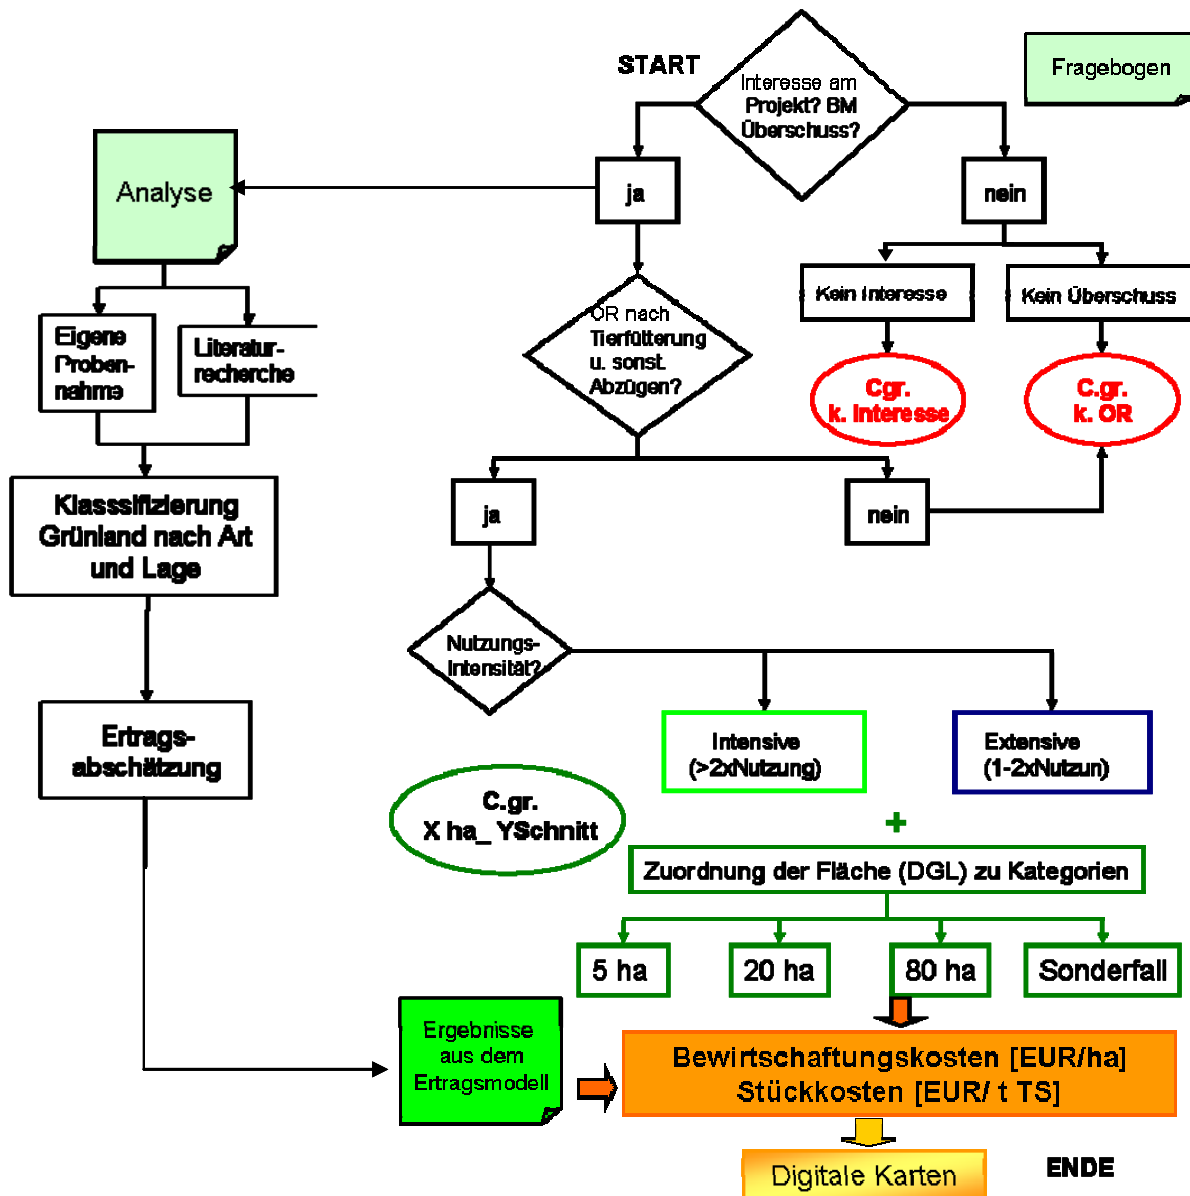 START
Interesse am
Projekt? BM
Überschuss?
Fragebogen
Analyse
ja
nein
Kein Interesse
Kein Überschuss
OR nach
Tierfütterung
u. sonst.
Abzügen?
Cgr.
k. Interesse
C.gr.
k. OR
Eigene
Proben-
nahme
Literatur-
recherche
ja
nein
Klasssifizierung
Grünland nach Art
und Lage
Nutzungs-
Intensität?
Ertrags-
abschätzung
Intensive
(>2xNutzung)
Extensive
(1-2xNutzun)
C.gr.
X ha_ YSchnitt
+
Zuordnung der Fläche (DGL) zu Kategorien
5 ha
20 ha
80 ha
Sonderfall
Ergebnisse
aus dem
Ertragsmodell
Bewirtschaftungskosten [EUR/ha]
Stückkosten [EUR/ t TS]
Digitale Karten
ENDE